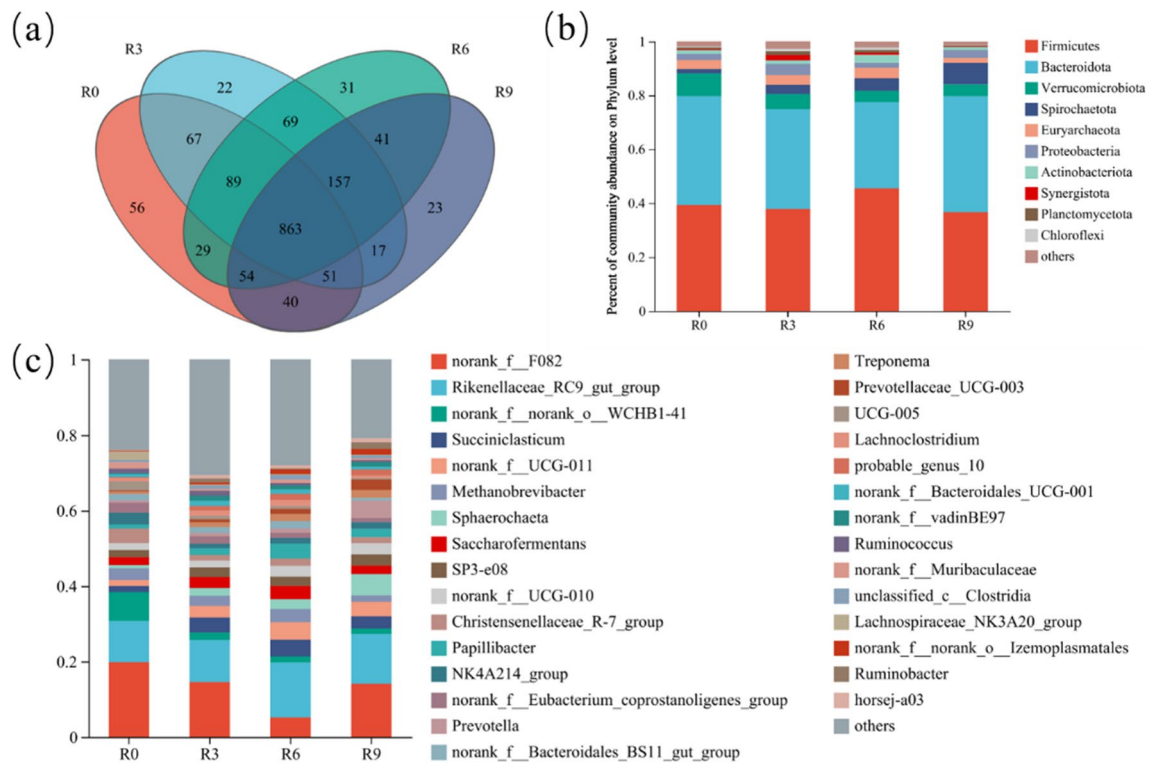 (a)
R0
R3
R6
R9
22
31
67
69
41
56
89
157
23
29
863
17
54
51
40
(b)
Percent of community abundance on Phylum level
1
0.8
0.6
0.4
0.2
0
R0
R3
R6
R9
Firmicutes
Bacteroidota
Verrucomicrobiota
Spirochaetota
Euryarchaeota
Proteobacteria
Actinobacteriota
Synergistota
Planctomycetota
Chloroflexi
others
(c)
1
0.8
0.6
0.4
0.2
0
R0
R3
R6
R9
norank_f__F082
Rikenellaceae_RC9_gut_group
norank_f__norank_o__WCHB1-41
Succiniclasticum
norank_f__UCG-011
Methanobrevibacter
Sphaerochaeta
Saccharofermentans
SP3-e08
norank_f__UCG-010
Christensenellaceae_R-7_group
Papillibacter
NK4A214_group
norank_f__Eubacterium_coprostanoligenes_group
Prevotella
norank_f__Bacteroidales_BS11_gut_group
Treponema
Prevotellaceae_UCG-003
UCG-005
Lachnoclostridium
probable_genus_10
norank_f__Bacteroidales_UCG-001
norank_f__vadinBE97
Ruminococcus
norank_f__Muribaculaceae
unclassified_c__Clostridia
Lachnospiraceae_NK3A20_group
norank_f__norank_o__Izemoplasmatales
Ruminobacter
horsej-a03
others